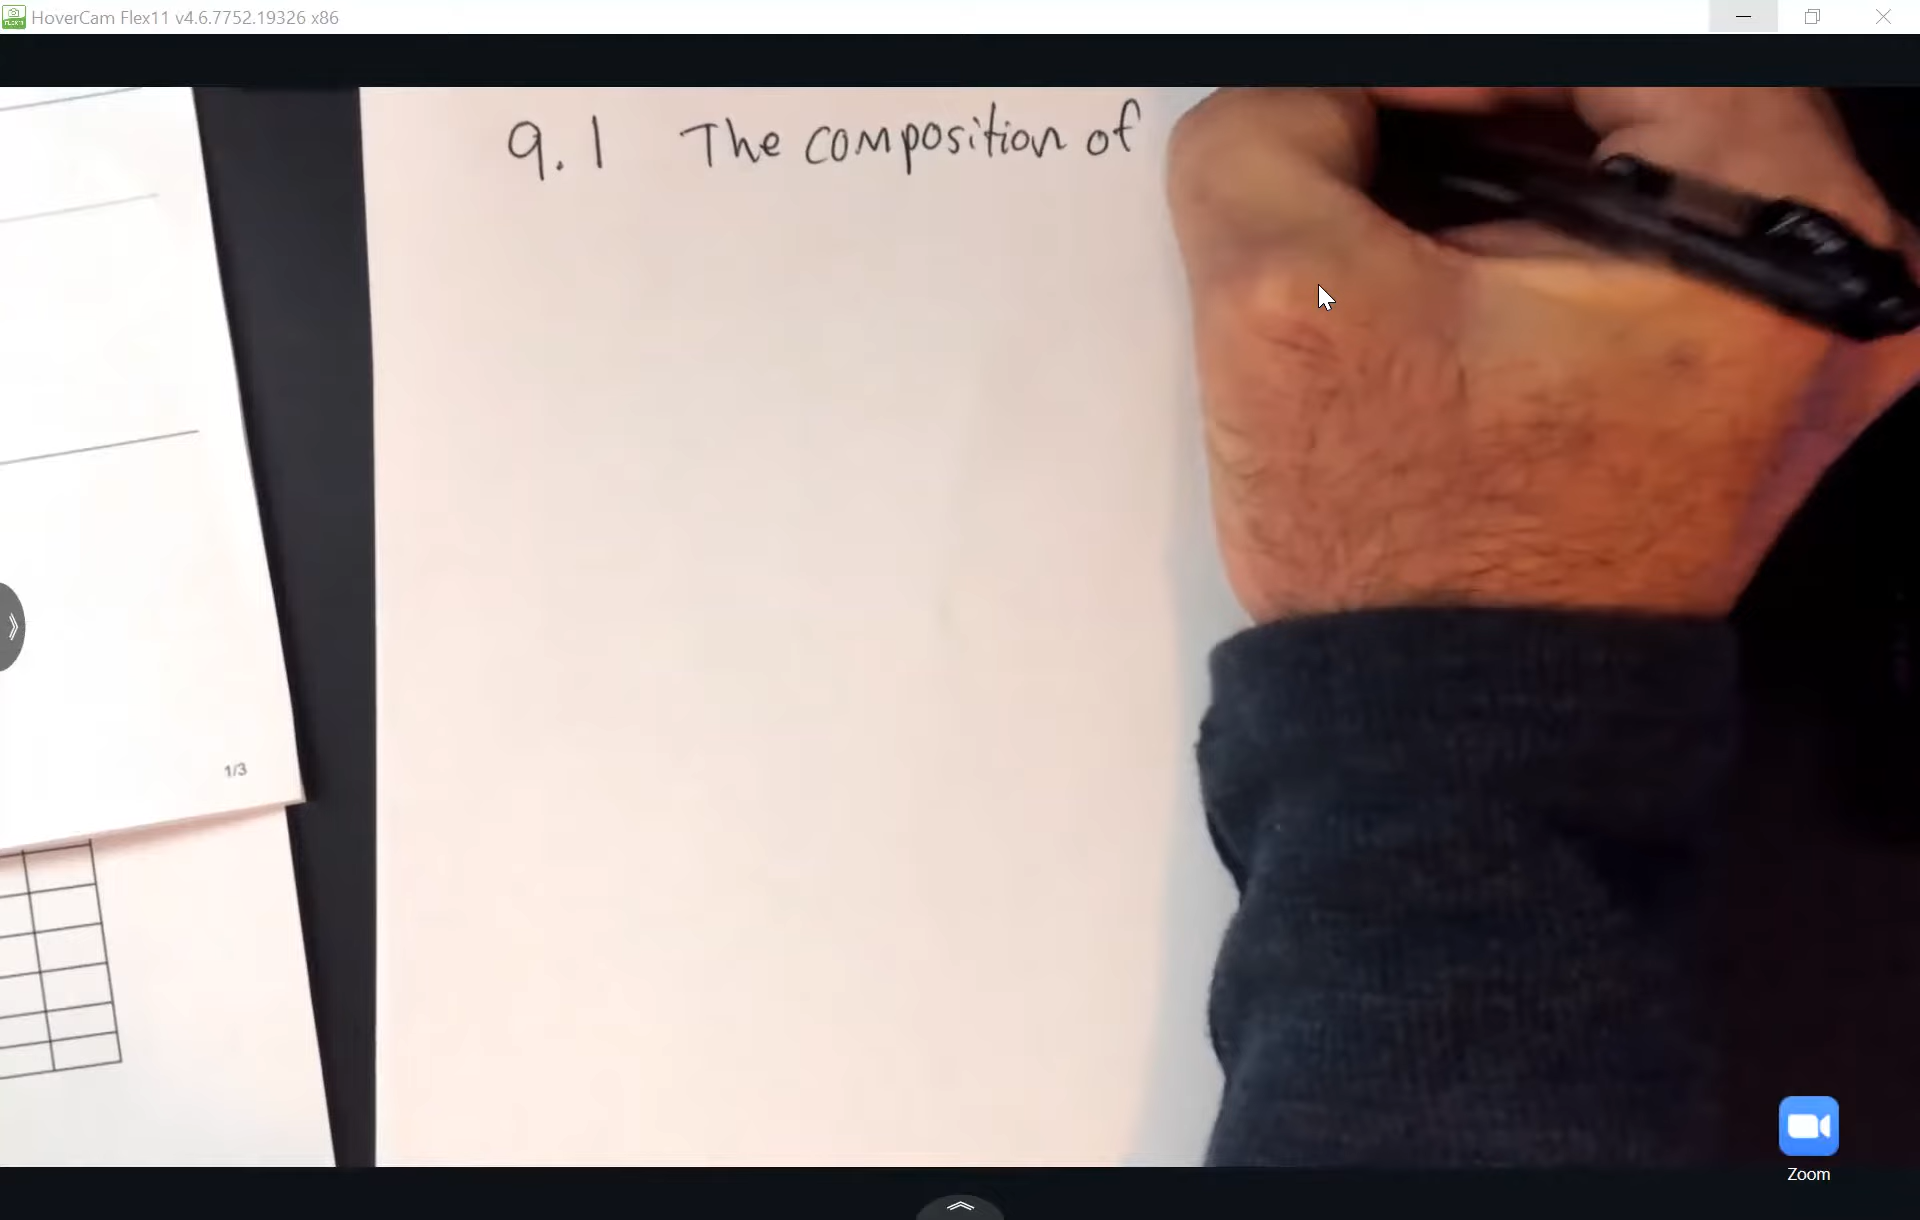 HoverCam Flex11 v4.6.7752.19326 x86
9.1 The composition of
1/3
Zoom